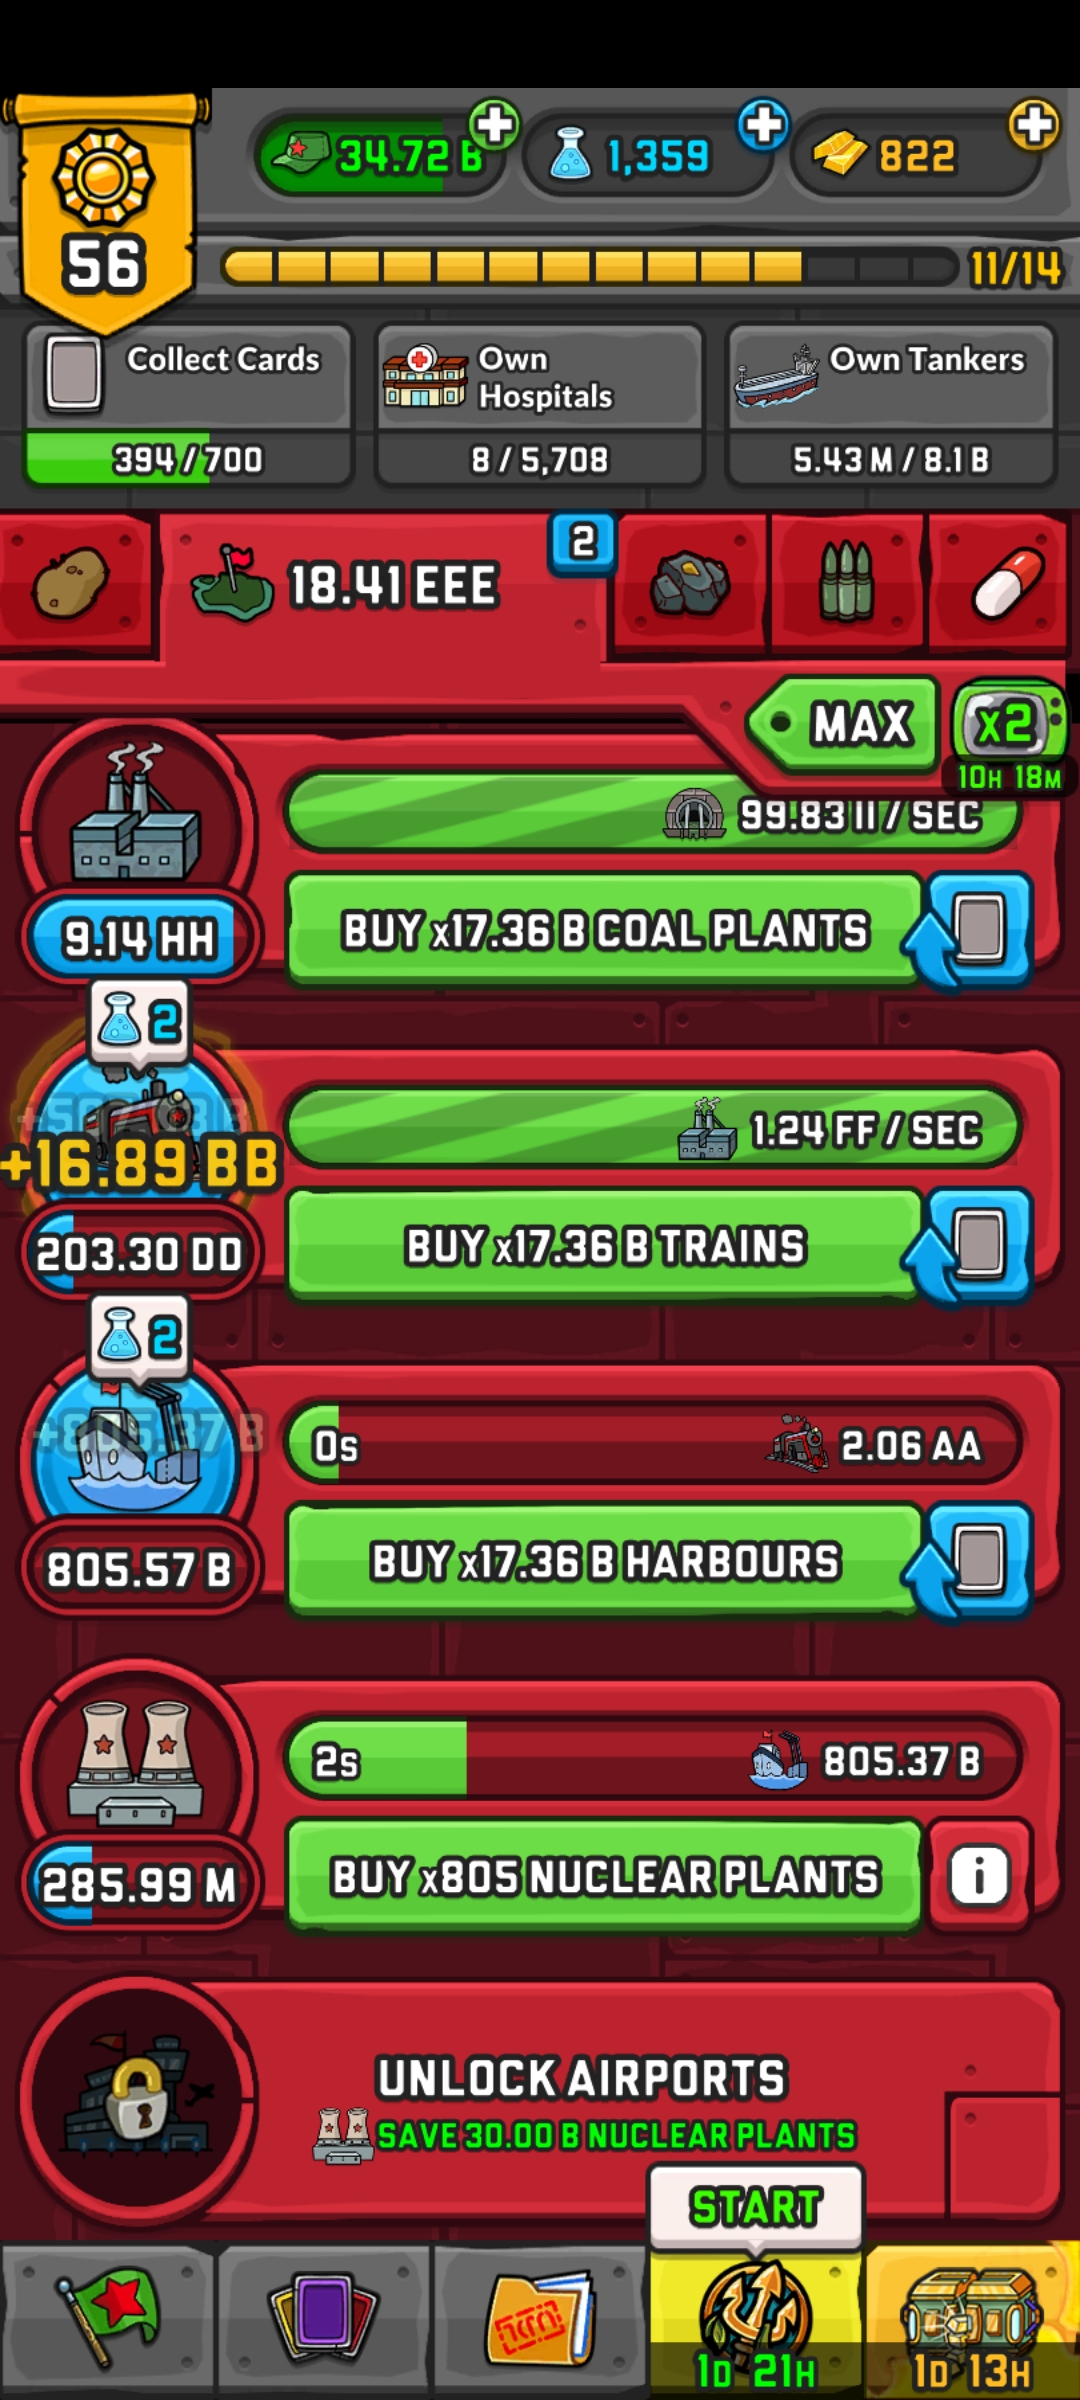 34.72 B
1,359
822
56
11/14
Collect Cards
394/700
Own
Hospitals
8/5,708
Own Tankers
5.43 M/8.1 B
18.41 EEE
2
MAX
x2
10H 18M
99.83 II / SEC
BUY x17.36 B COAL PLANTS
9.14 HH
2
+16.89 BB
1.24 FF / SEC
BUY x17.36 B TRAINS
203.30 DD
2
+805.37 B
0s
2.06 AA
BUY x17.36 B HARBOURS
805.57 B
2s
805.37 B
BUY x805 NUCLEAR PLANTS
i
285.99 M
UNLOCK AIRPORTS
SAVE 30.00 B NUCLEAR PLANTS
START
1D 21H
1D 13H